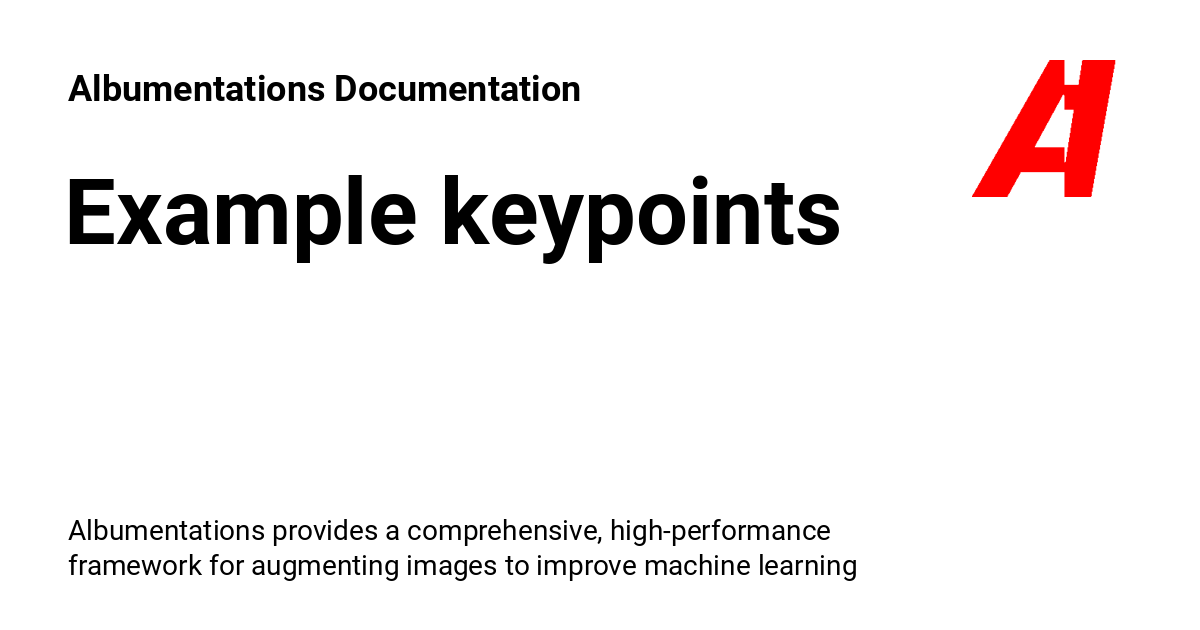 Albumentations Documentation
Example keypoints
Albumentations provides a comprehensive, high-performance
framework for augmenting images to improve machine learning